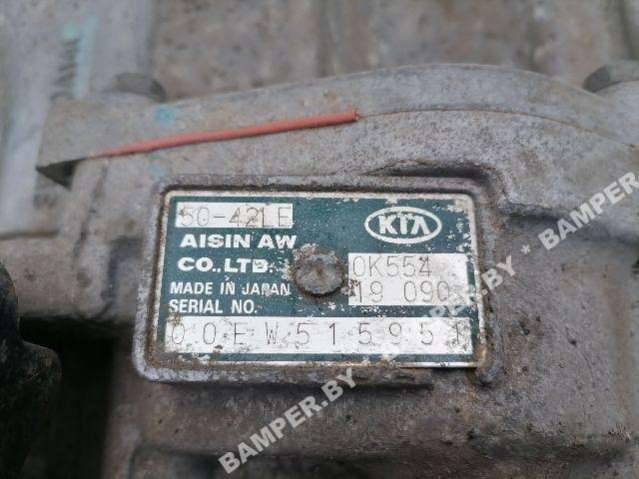 50-42LE
KIA
AISIN AW
CO.,LTD.
0K554
MADE IN JAPAN
19 090
SERIAL NO.
00EW515951
BAMPER.BY * BAMPER.BY * BAMPER.BY